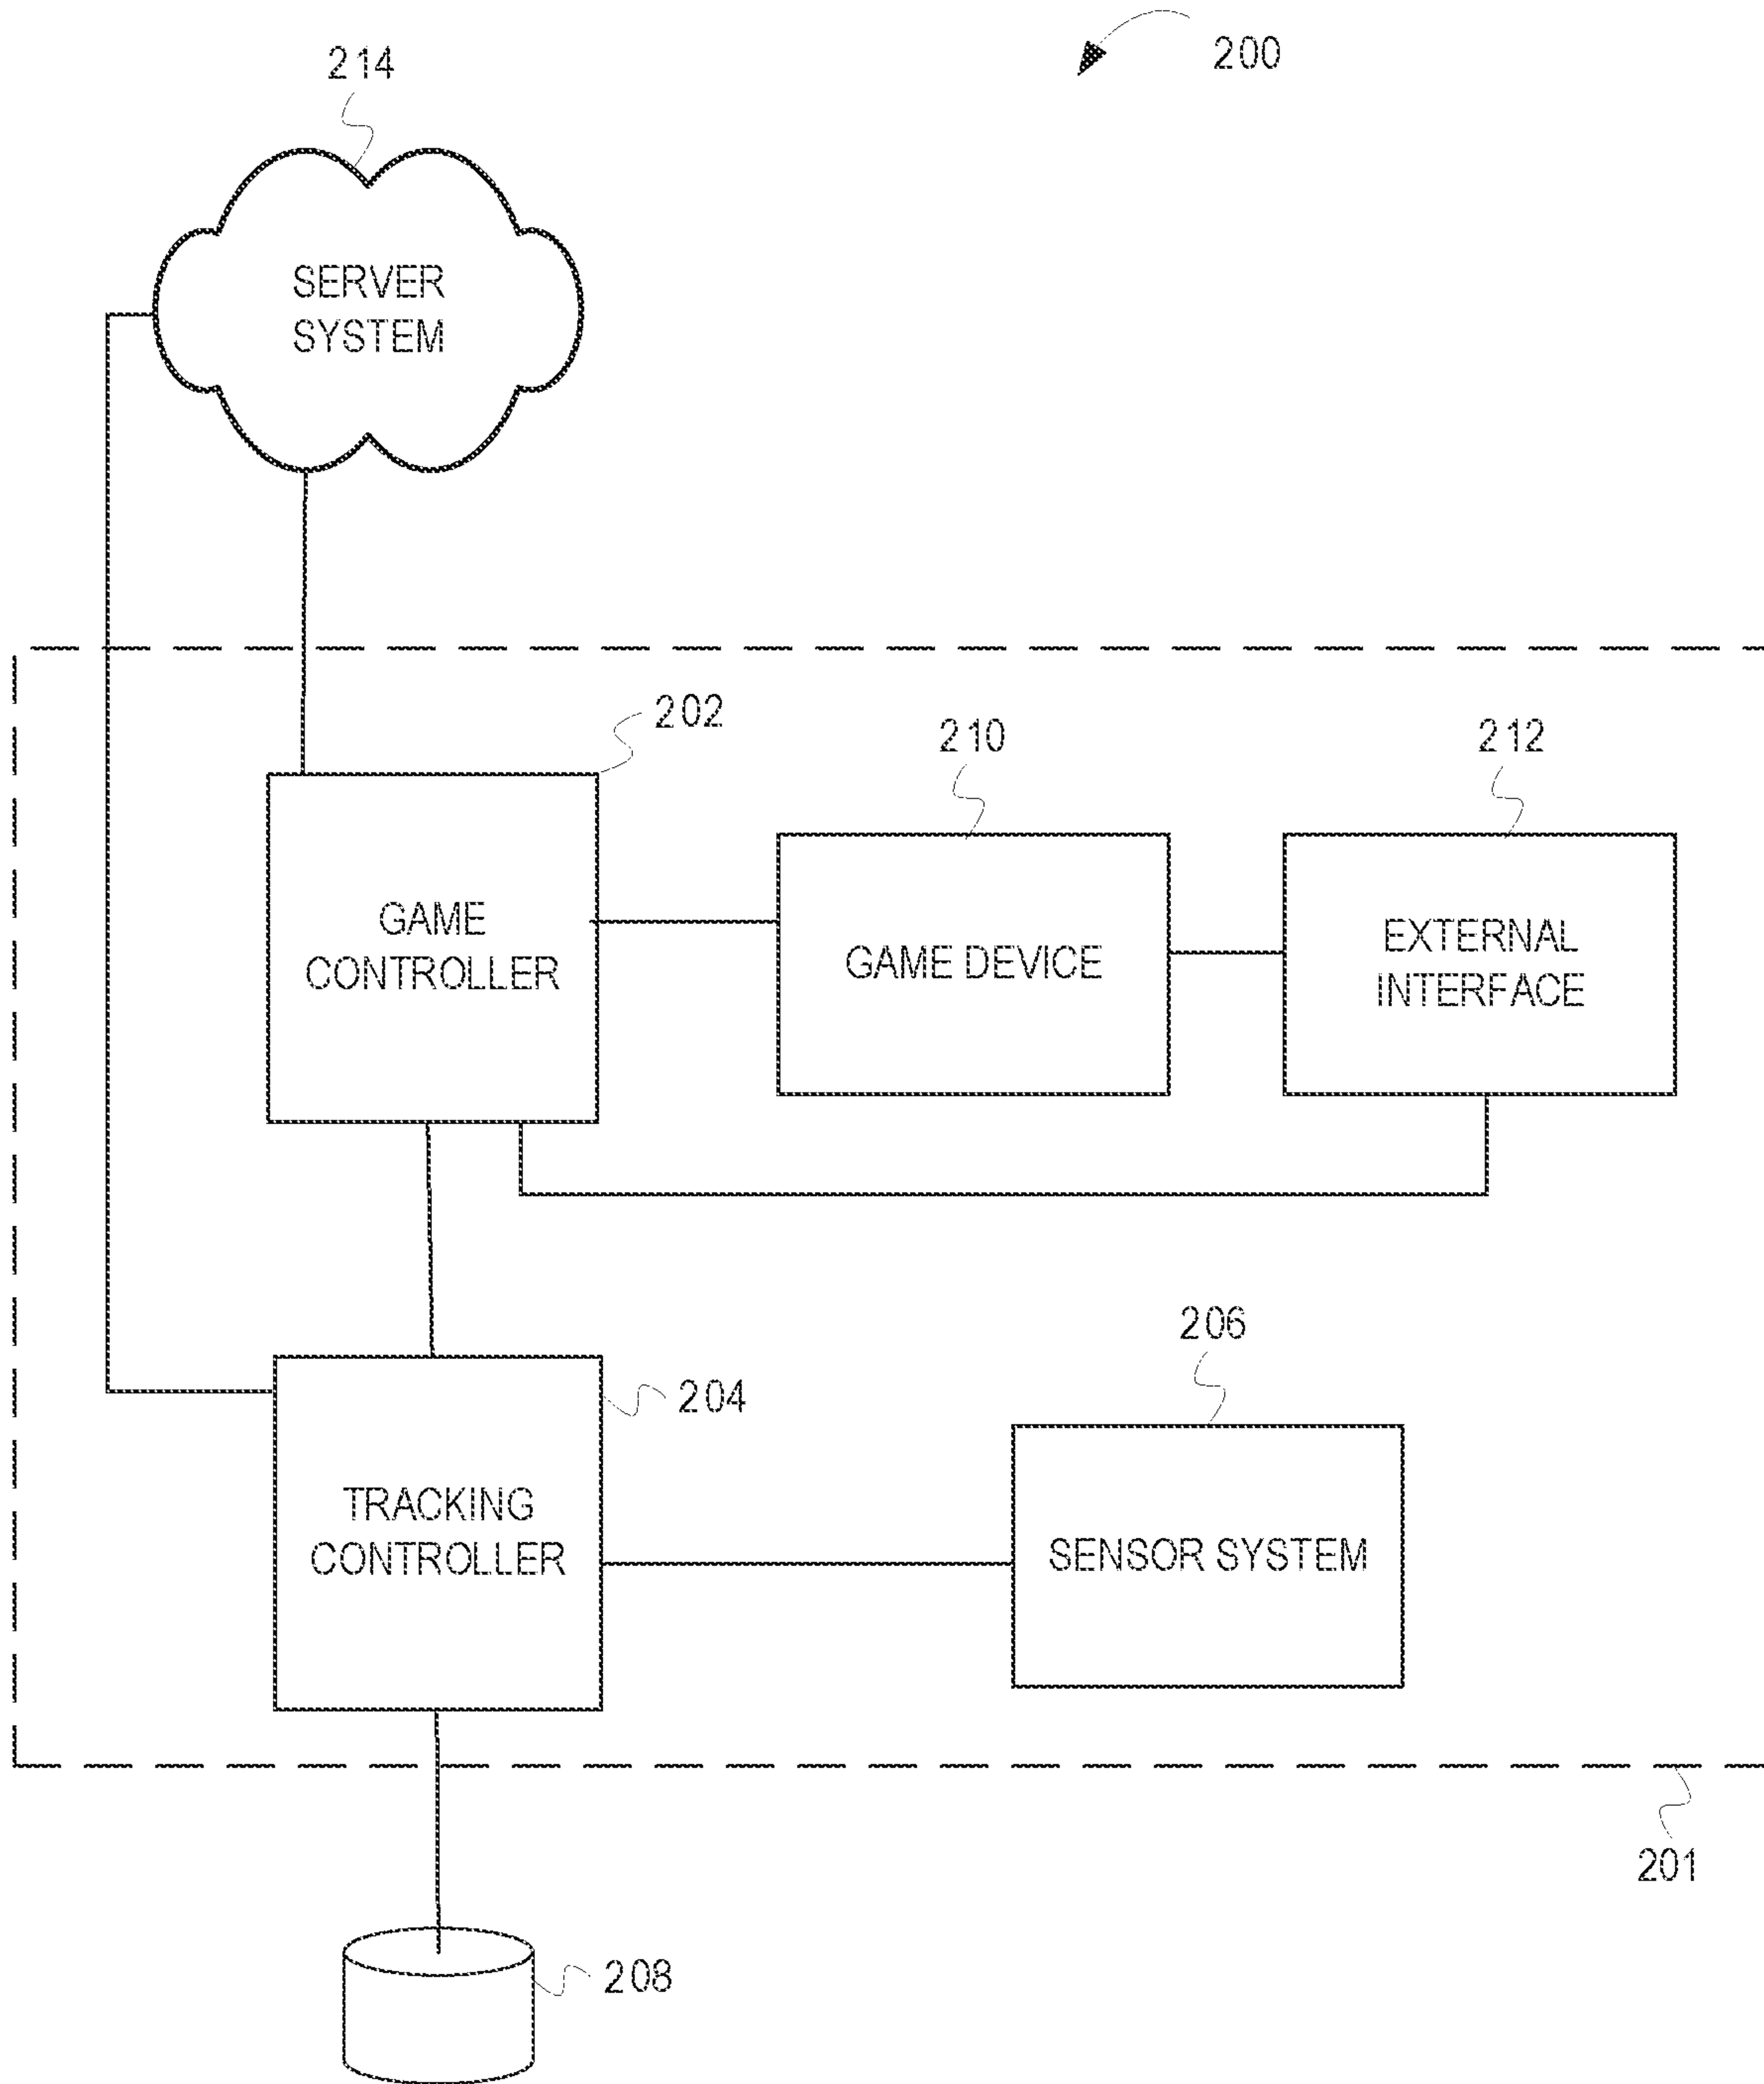 214
200
SERVER
SYSTEM
202
210
212
GAME
CONTROLLER
GAME DEVICE
EXTERNAL
INTERFACE
206
204
TRACKING
CONTROLLER
SENSOR SYSTEM
201
208